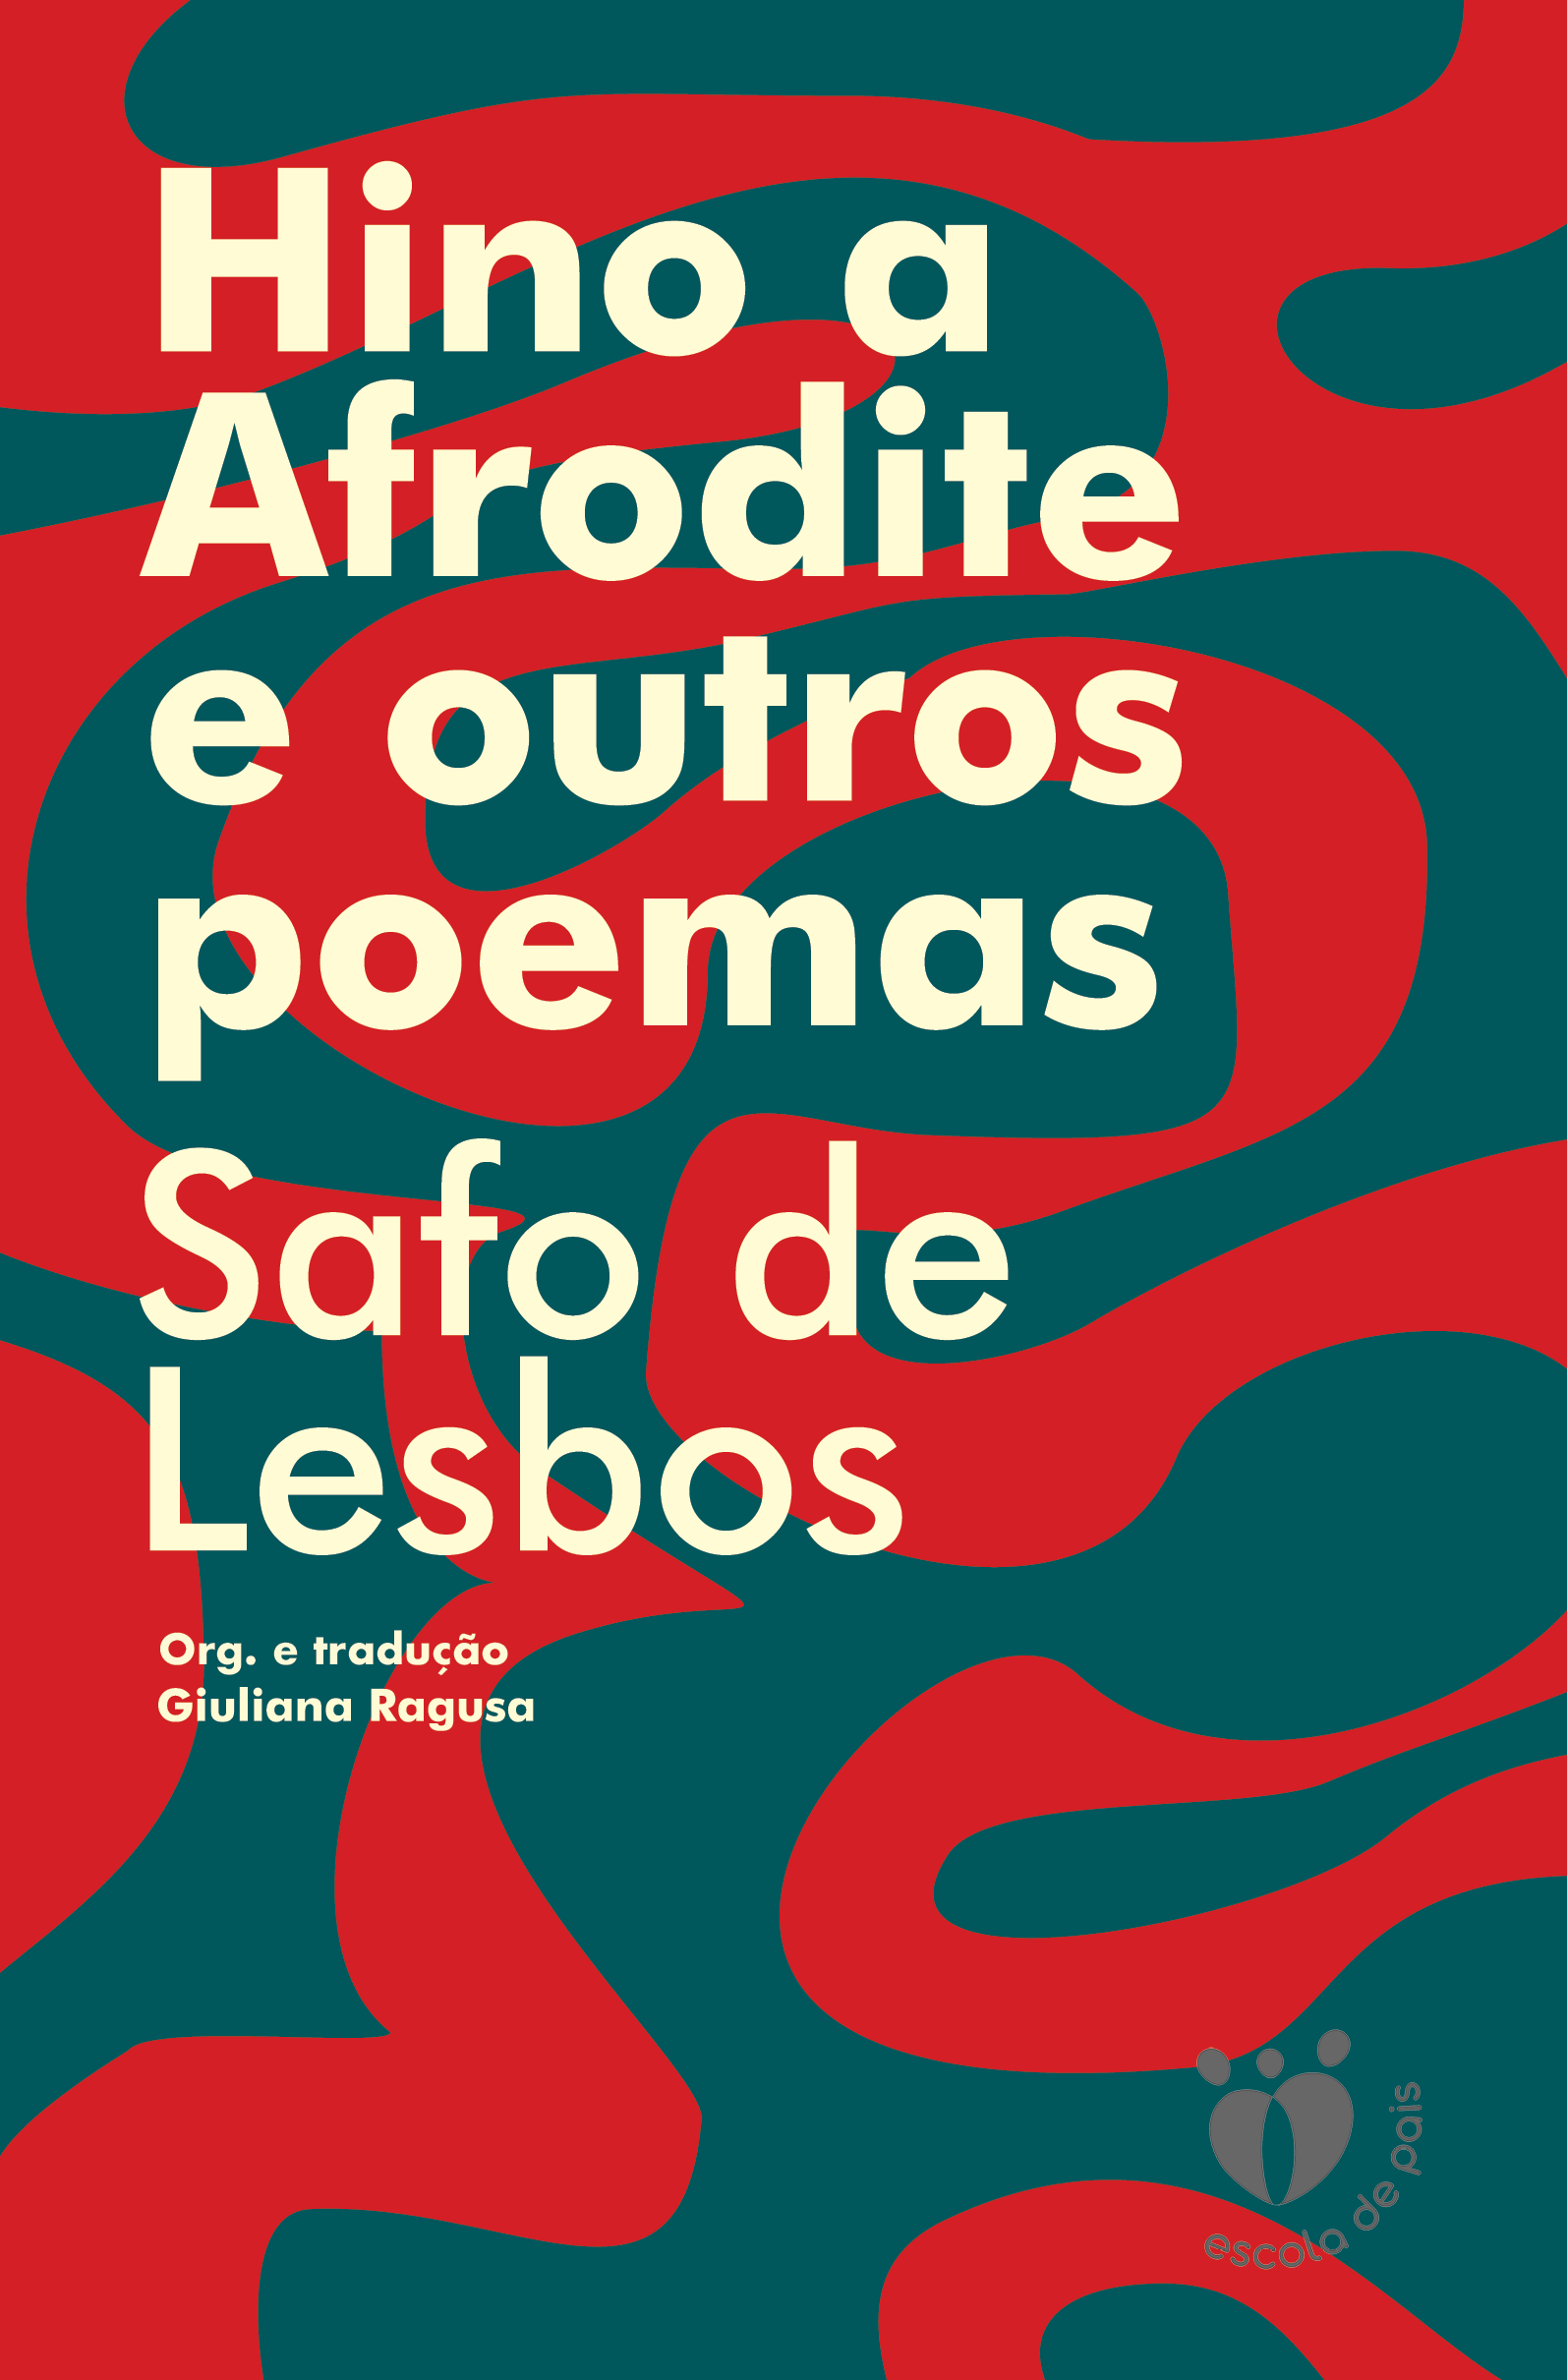 Hino a
Afrodite
e outros
poemas
Safo de
Lesbos
Org. e tradução
Giuliana Ragusa
escola de pais